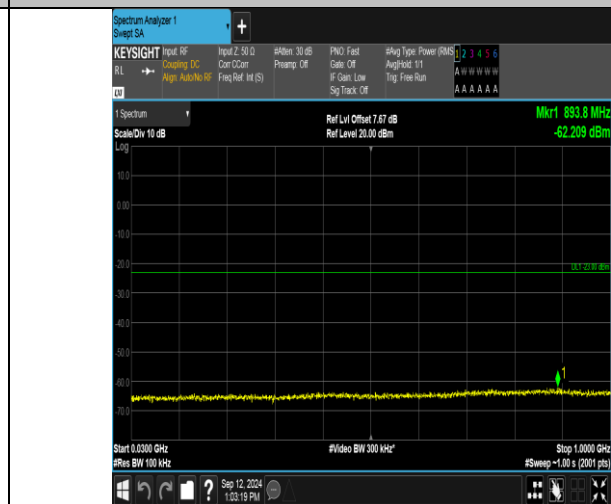 Spectrum Analyzer 1
Swept SA
+
KEYSIGHT Input: RF Input Z: 50 Ω #Atten: 30 dB PNO: Fast #Avg Type: Power (RMS 1 2 3 4 5 6
RL Coupling: DC Corr CCorr Preamp: Off Gate: Off Avg|Hold: 1/1 A W W W W W
Align: Auto/No RF Freq Ref: Int (S) IF Gain: Low Trig: Free Run
Sig Track: Off A A A A A A
LXI
1 Spectrum Ref Lvl Offset 7.67 dB Mkr1 893.8 MHz
Scale/Div 10 dB Ref Level 20.00 dBm -62.209 dBm
Log
10.0
0.00
-10.0
-20.0
DL1 -23.00 dBm
-30.0
-40.0
-50.0
1
-60.0
-70.0
Start 0.0300 GHz #Video BW 300 kHz* Stop 1.0000 GHz
#Res BW 100 kHz #Sweep ~1.00 s (2001 pts)
? Sep 12, 2024
1:03:19 PM